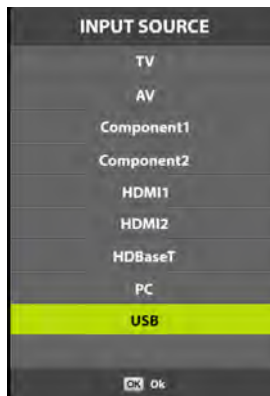 INPUT SOURCE
TV
AV
Component1
Component2
HDMI1
HDMI2
HDBaseT
PC
USB
OK Ok